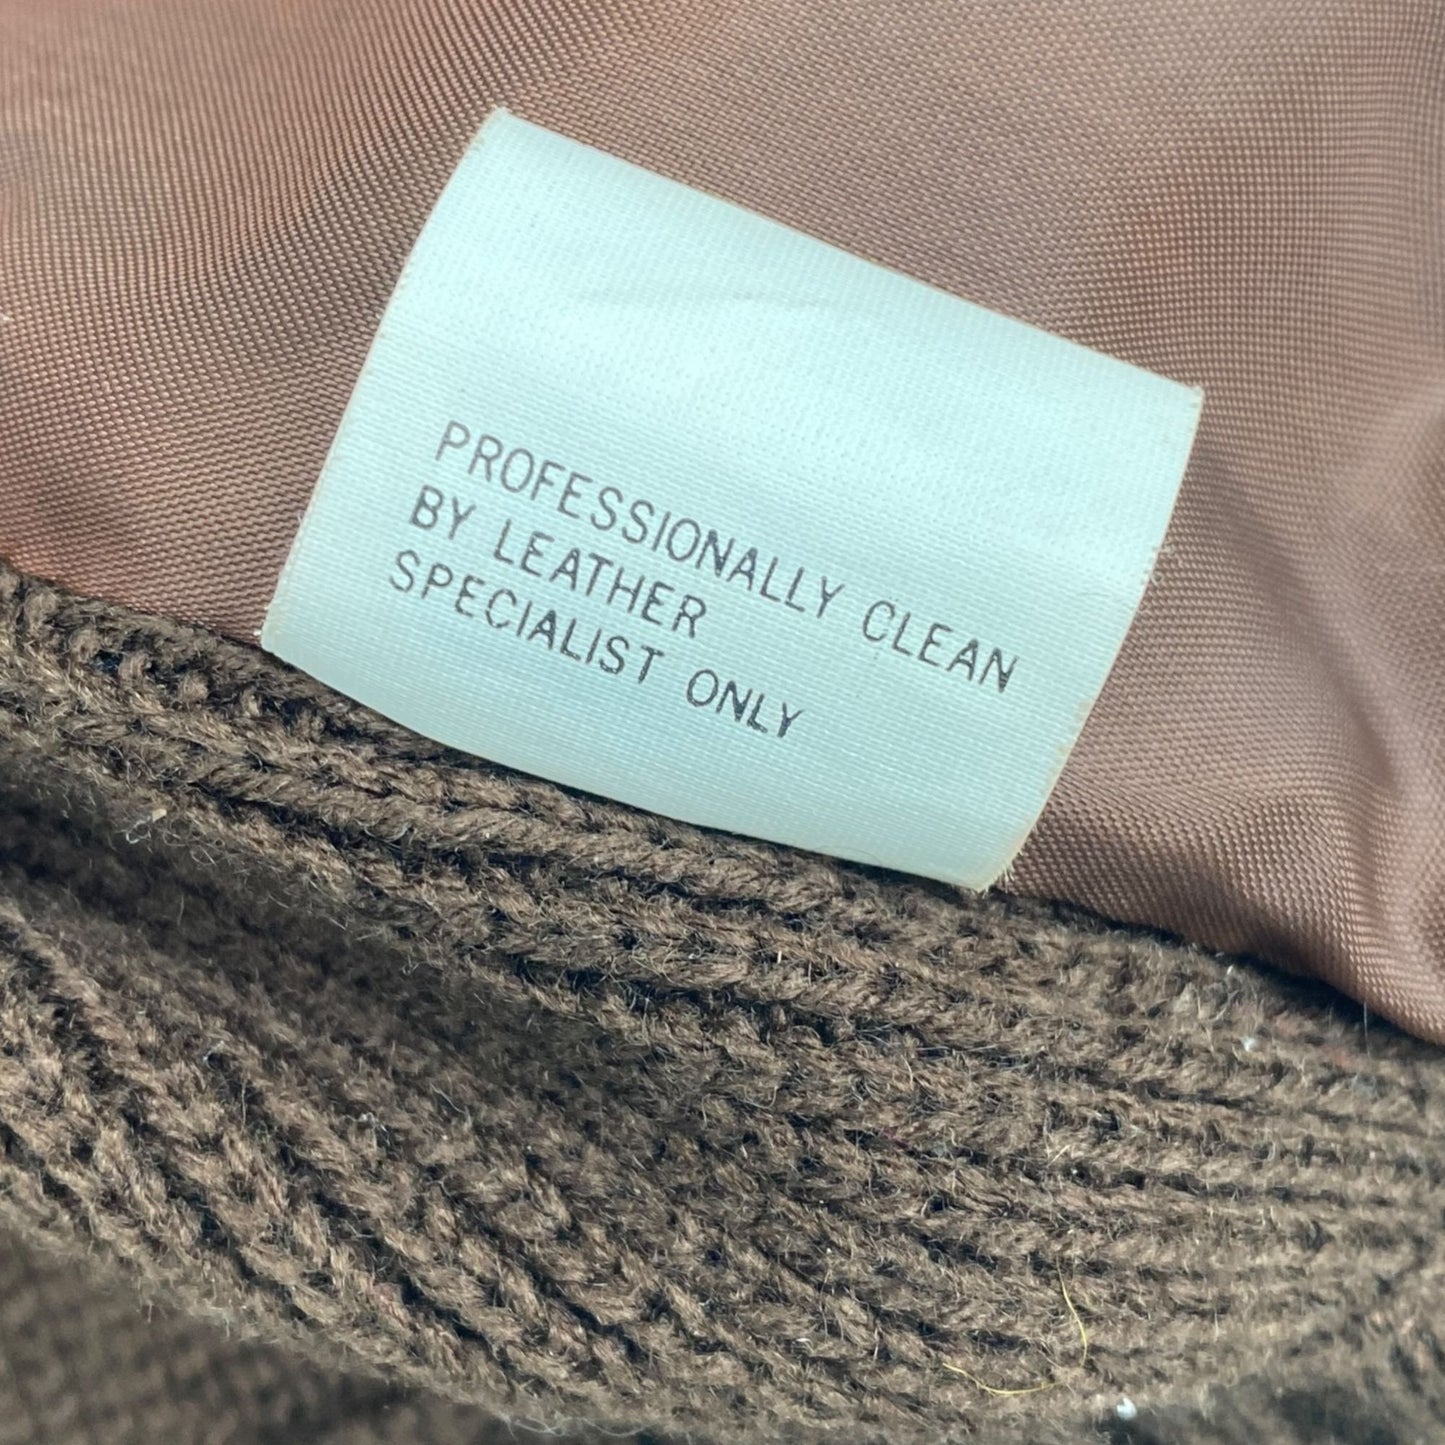 PROFESSIONALLY CLEAN
BY LEATHER
SPECIALIST ONLY